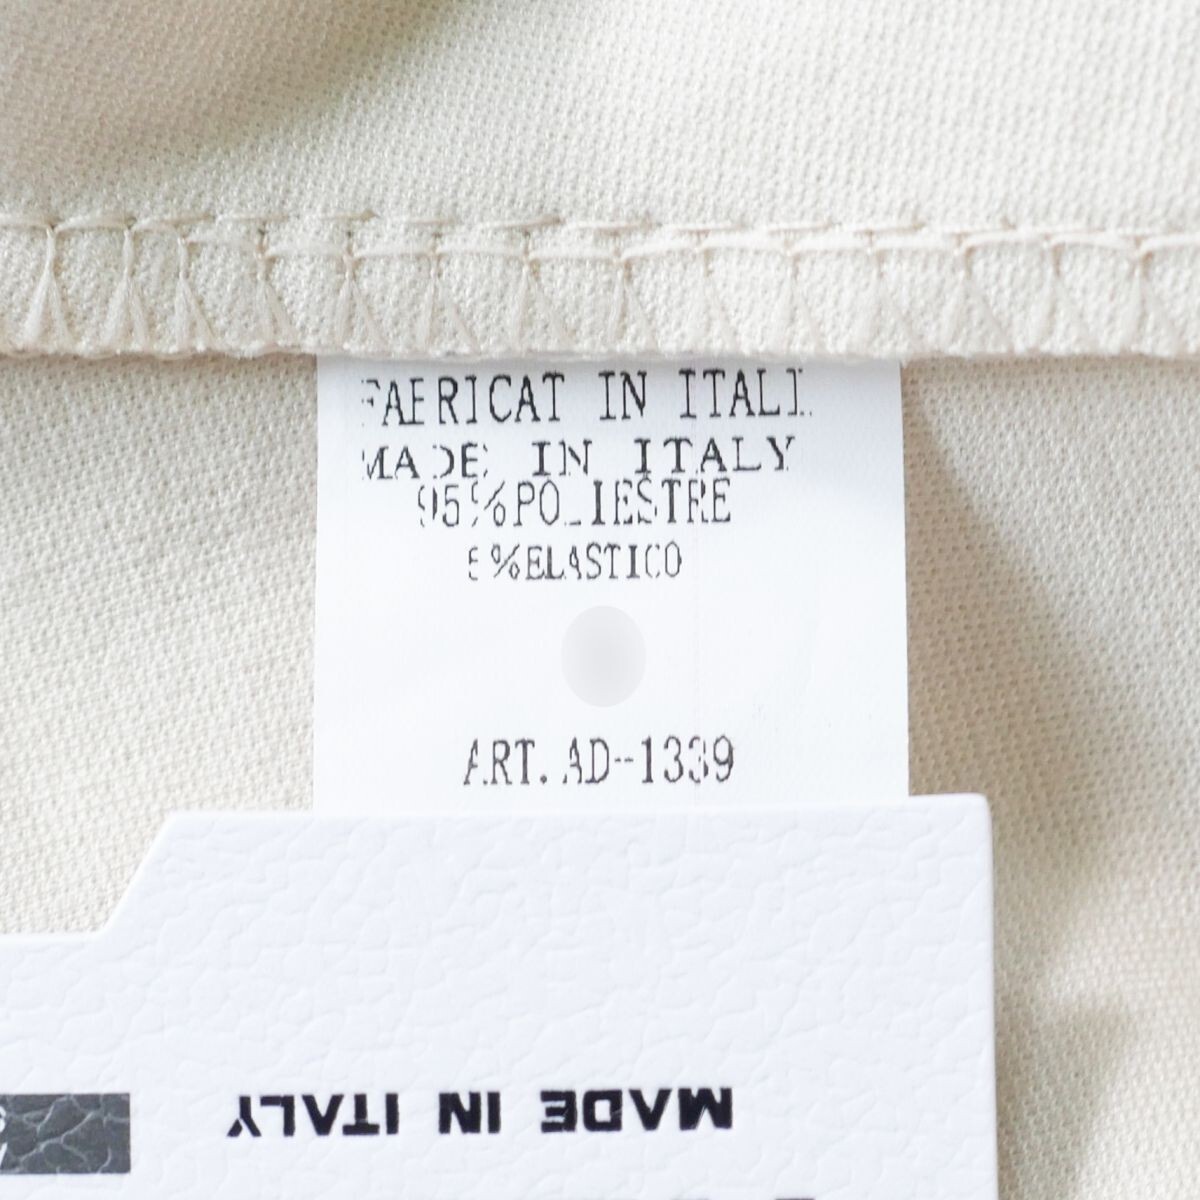 FABRICAT IN ITALI
MADE IN ITALY
95%POLIESTRE
5%ELASTICO
ART.AD-1339
MADE IN ITALY